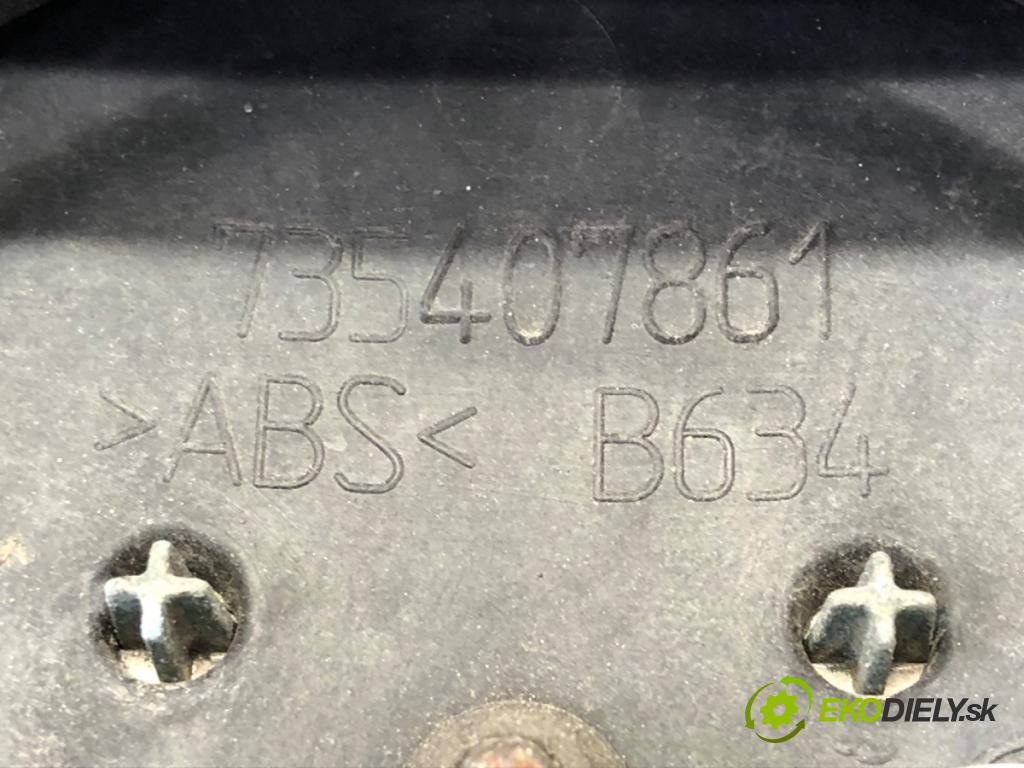 735407861
>ABS< B634
EKODIELY.sk